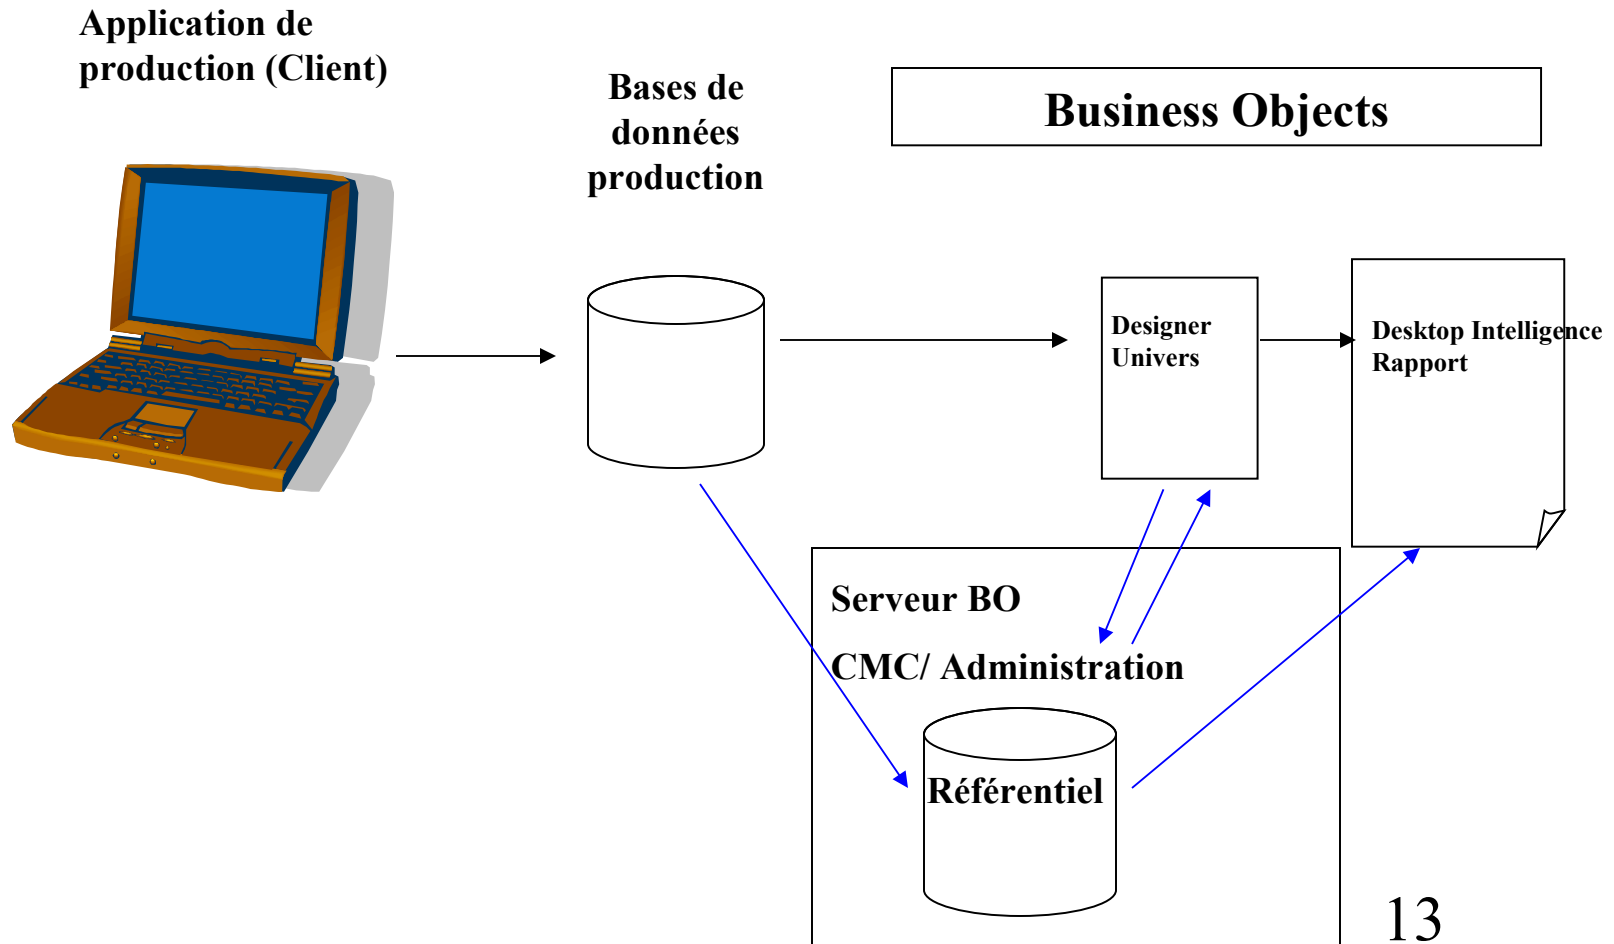 Application de
production (Client)
Bases de
données
production
Business Objects
Designer
Univers
Desktop Intelligence
Rapport
Serveur BO
CMC/ Administration
Référentiel
13